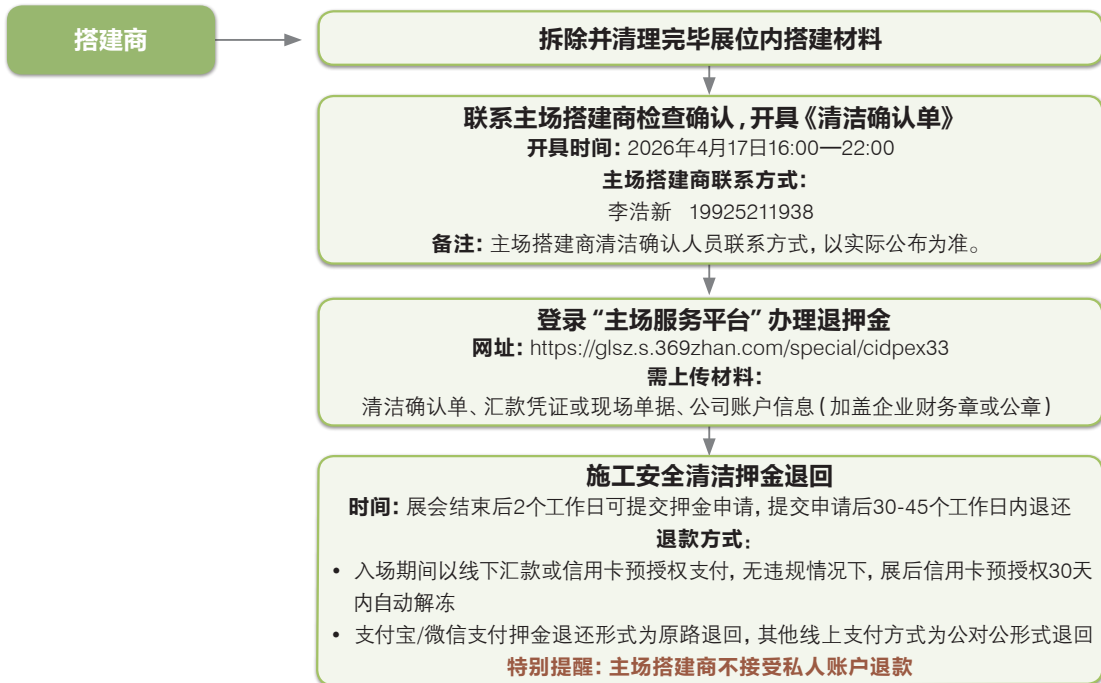 搭建商
拆除并清理完毕展位内搭建材料
联系主场搭建商检查确认,开具《清洁确认单》
开具时间：2026年4月17日16:00—22:00
主场搭建商联系方式：
李浩新 19925211938
备注：主场搭建商清洁确认人员联系方式，以实际公布为准。
登录“主场服务平台”办理退押金
网址：https://glsz.s.369zhan.com/special/cidpex33
需上传材料：
清洁确认单、汇款凭证或现场单据、公司账户信息(加盖企业财务章或公章)
施工安全清洁押金退回
时间：展会结束后2个工作日可提交押金申请，提交申请后30-45个工作日内退还
退款方式：
• 入场期间以线下汇款或信用卡预授权支付，无违规情况下，展后信用卡预授权30天
内自动解冻
• 支付宝/微信支付押金退还形式为原路退回，其他线上支付方式为公对公形式退回
特别提醒：主场搭建商不接受私人账户退款